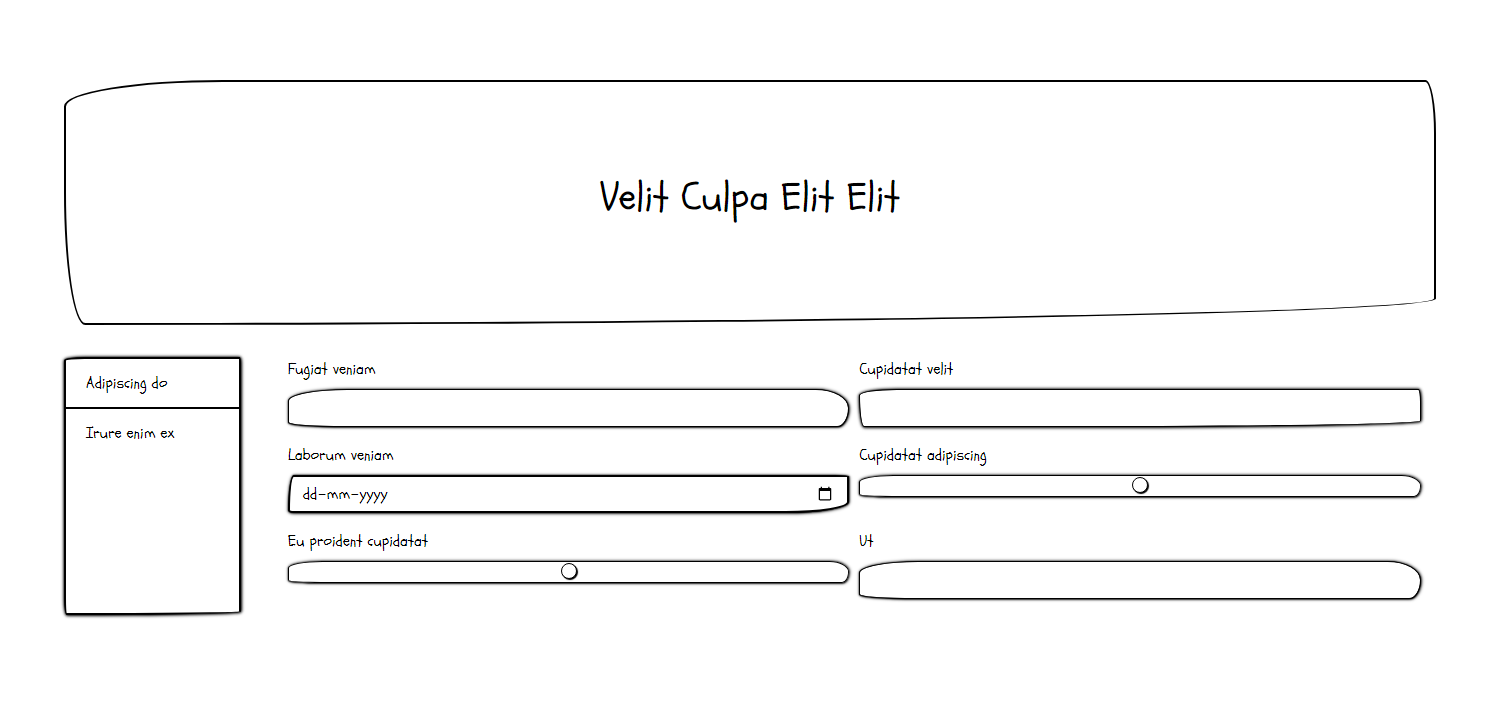 Velit Culpa Elit Elit
Adipiscing do
Irure enim ex
Fugiat veniam
Cupidatat velit
Laborum veniam
dd-mm-yyyy
Cupidatat adipiscing
Eu proident cupidatat
Ut